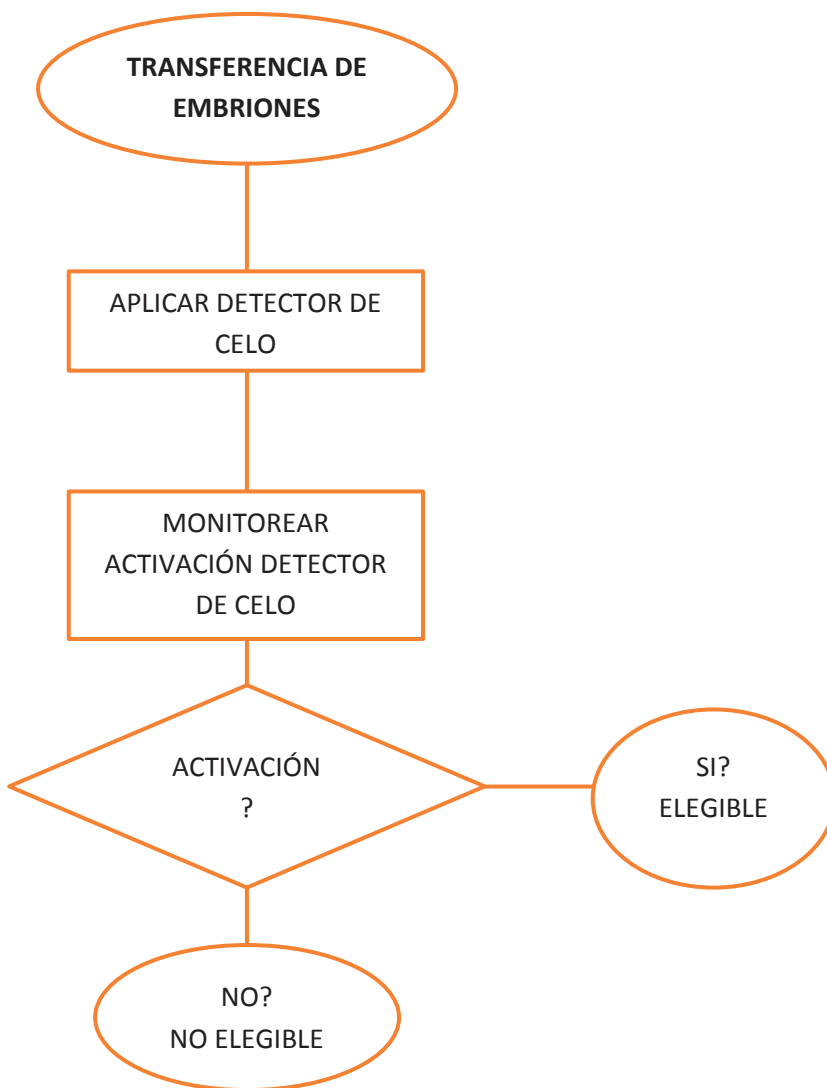 TRANSFERENCIA DE
EMBRIONES
APLICAR DETECTOR DE
CELO
MONITOREAR
ACTIVACIÓN DETECTOR
DE CELO
ACTIVACIÓN
?
SI?
ELEGIBLE
NO?
NO ELEGIBLE